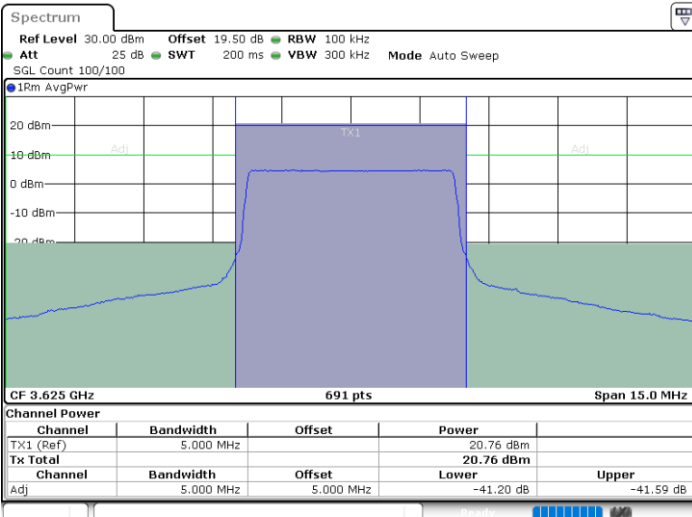 Spectrum
Ref Level 30.00 dBm Offset 19.50 dB RBW 100 kHz
Att 25 dB SWT 200 ms VBW 300 kHz Mode Auto Sweep
SGL Count 100/100
1Rm AvgPwr
20 dBm
TX1
Adj Adj
10 dBm
0 dBm
-10 dBm
-20 dBm
CF 3.625 GHz 691 pts Span 15.0 MHz
Channel Power
Channel Bandwidth Offset Power
TX1 (Ref) 5.000 MHz 20.76 dBm
Tx Total 20.76 dBm
Channel Bandwidth Offset Lower Upper
Adj 5.000 MHz 5.000 MHz -41.20 dB -41.59 dB
Ready